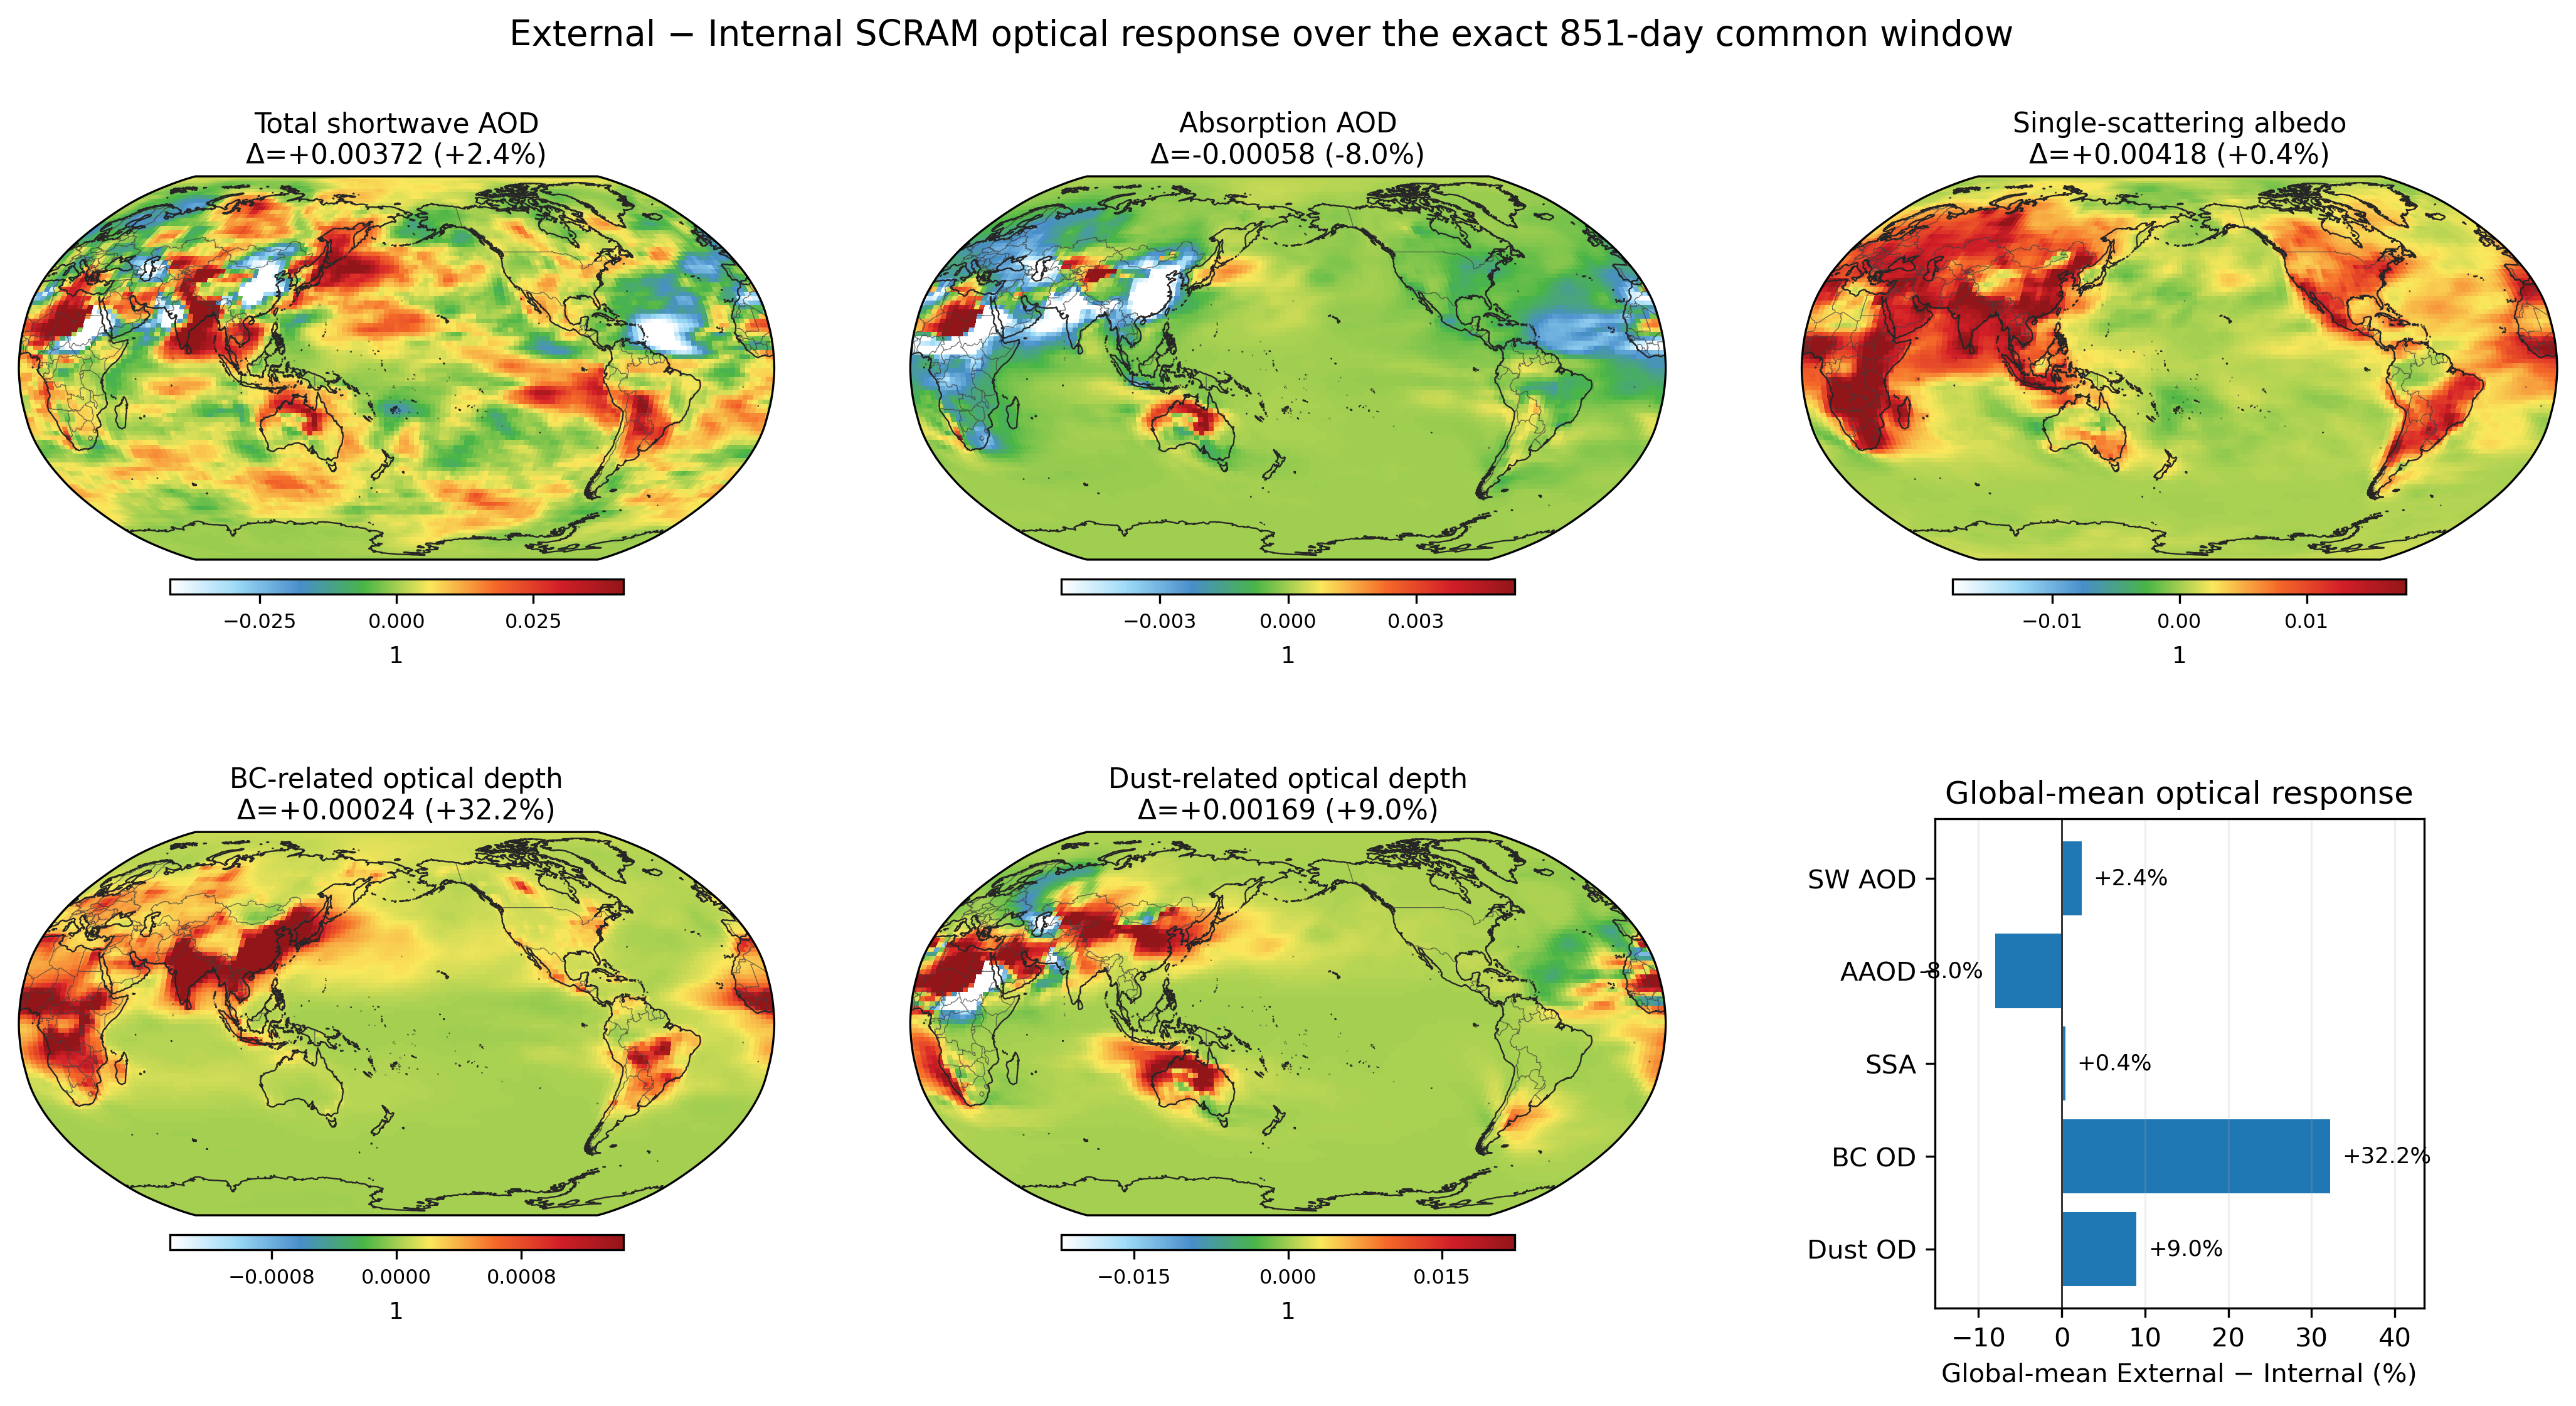 External − Internal SCRAM optical response over the exact 851-day common window
Total shortwave AOD
Δ=+0.00372 (+2.4%)
−0.025 0.000 0.025
1
Absorption AOD
Δ=-0.00058 (-8.0%)
−0.003 0.000 0.003
1
Single-scattering albedo
Δ=+0.00418 (+0.4%)
−0.01 0.00 0.01
1
BC-related optical depth
Δ=+0.00024 (+32.2%)
−0.0008 0.0000 0.0008
1
Dust-related optical depth
Δ=+0.00169 (+9.0%)
−0.015 0.000 0.015
1
Global-mean optical response
SW AOD +2.4%
AAOD -8.0%
SSA +0.4%
BC OD +32.2%
Dust OD +9.0%
−10 0 10 20 30 40
Global-mean External − Internal (%)